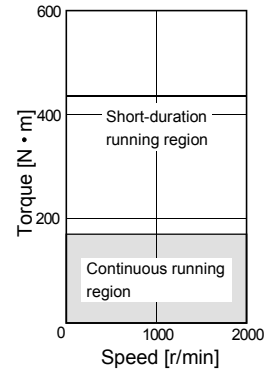 600
400
200
0
Torque [N • m]
Short-duration
running region
Continuous running
region
1000
2000
Speed [r/min]